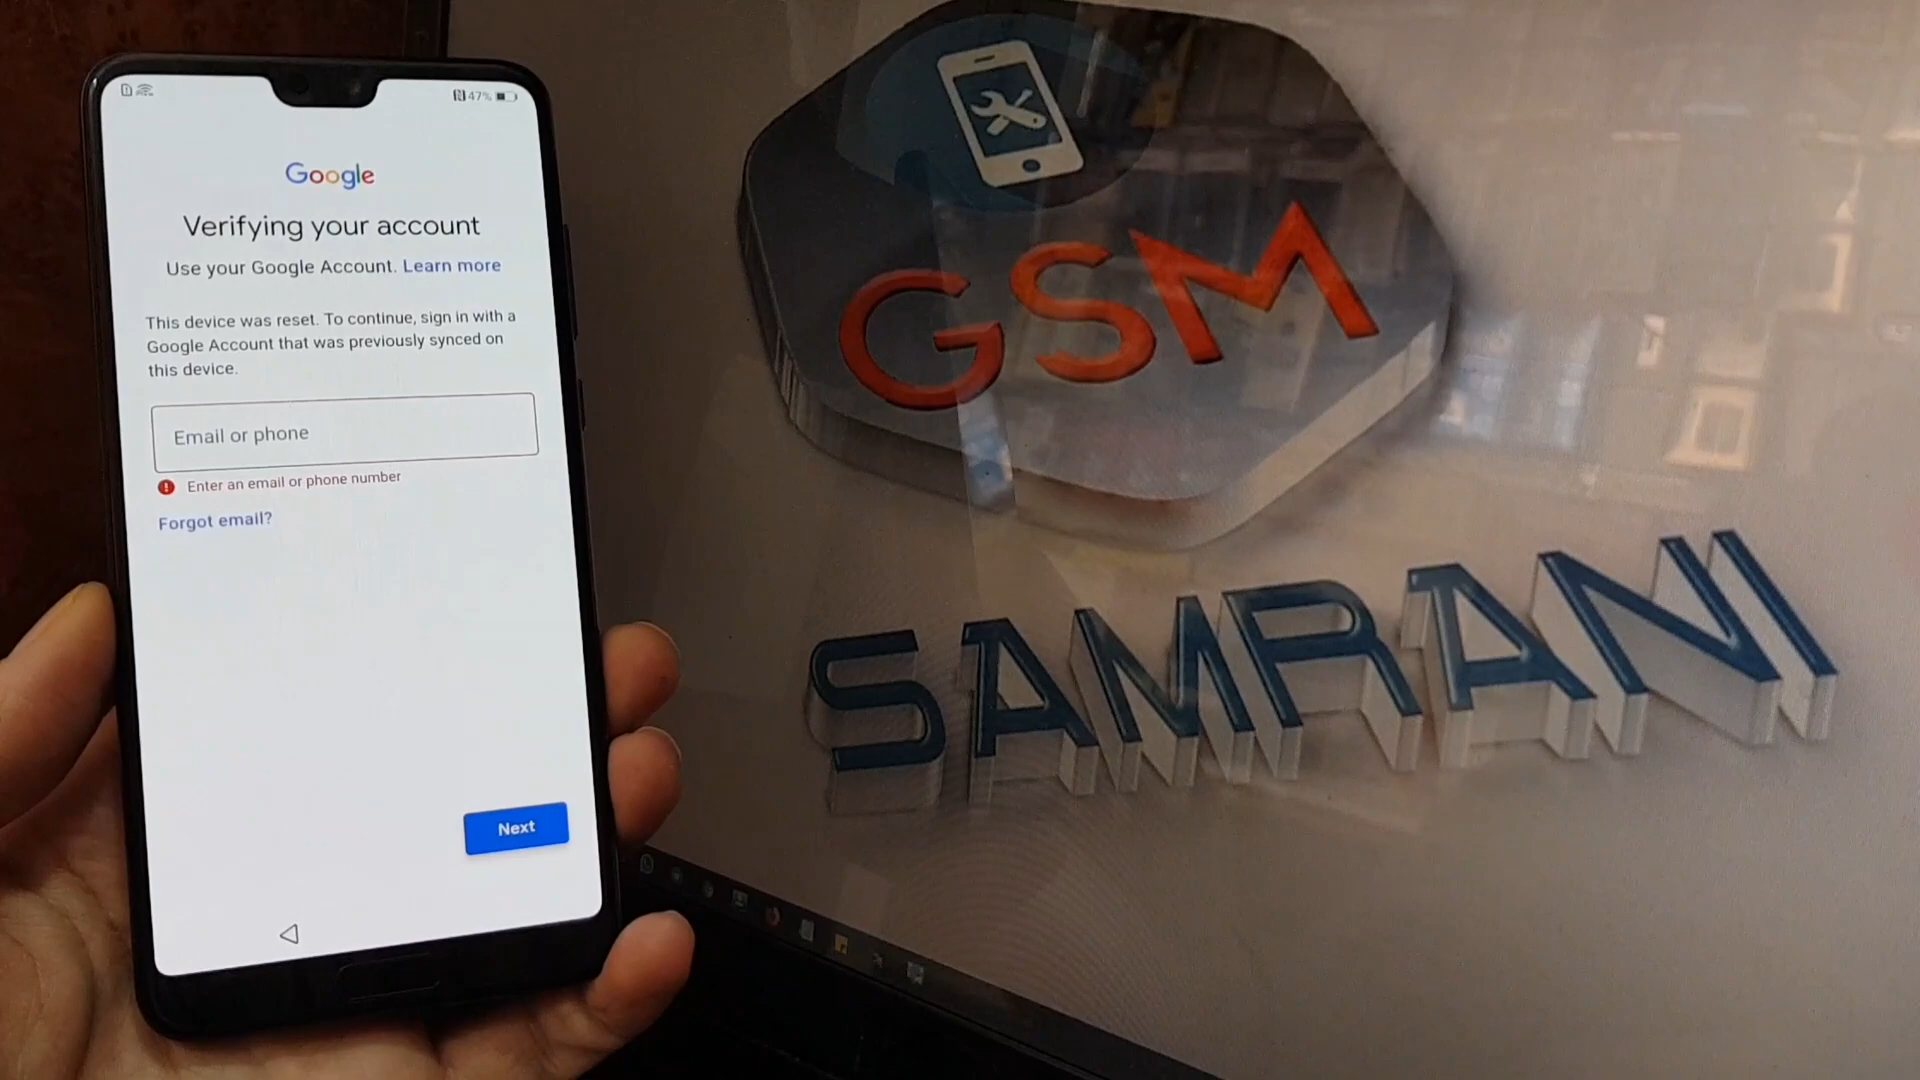 47%
Google
Verifying your account
Use your Google Account. Learn more
This device was reset. To continue, sign in with a
Google Account that was previously synced on
this device.
Email or phone
Enter an email or phone number
Forgot email?
Next
GSM
SAMRANI